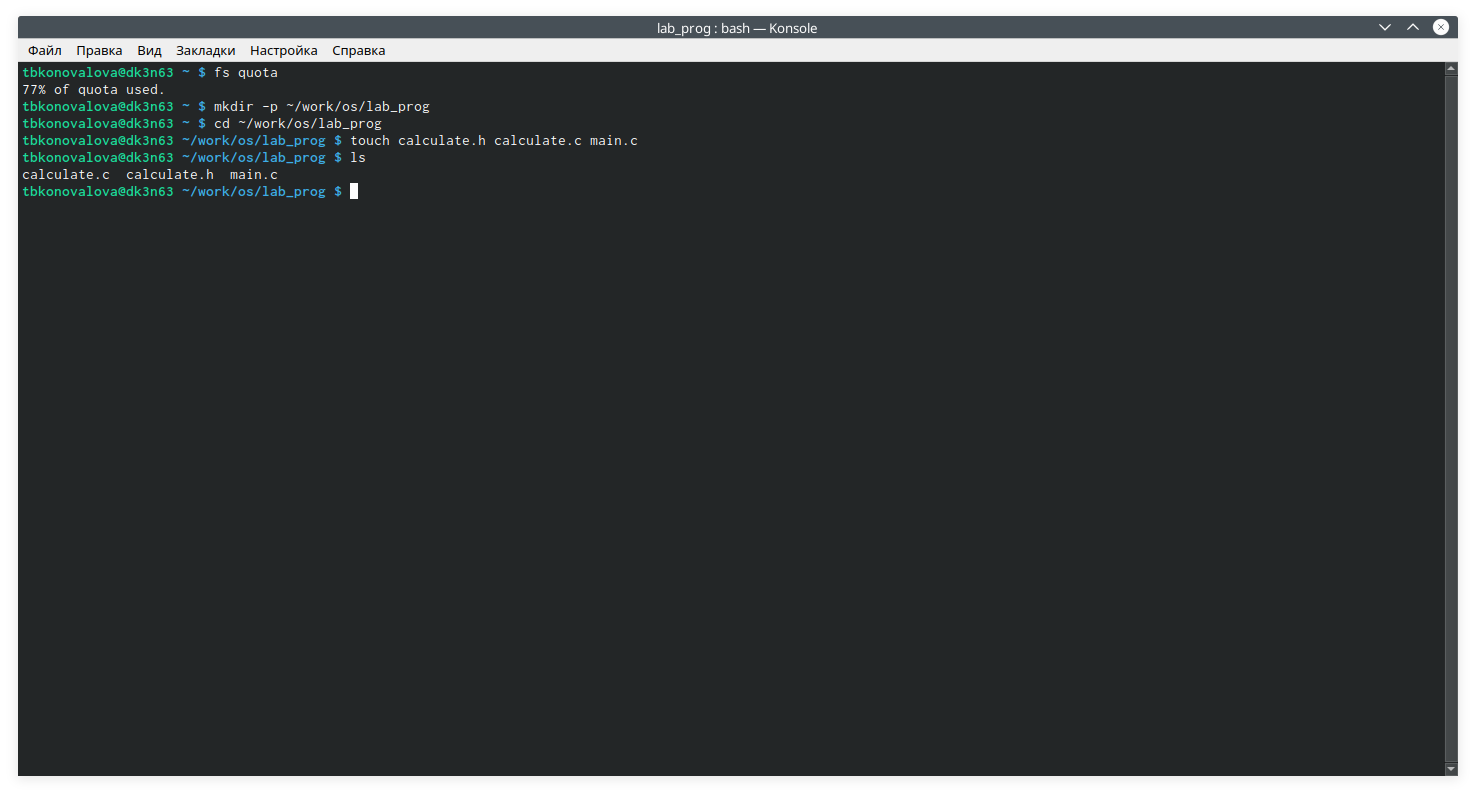 lab_prog : bash — Konsole
Файл Правка Вид Закладки Настройка Справка
tbkonovalova@dk3n63 ~ $ fs quota
77% of quota used.
tbkonovalova@dk3n63 ~ $ mkdir -p ~/work/os/lab_prog
tbkonovalova@dk3n63 ~ $ cd ~/work/os/lab_prog
tbkonovalova@dk3n63 ~/work/os/lab_prog $ touch calculate.h calculate.c main.c
tbkonovalova@dk3n63 ~/work/os/lab_prog $ ls
calculate.c  calculate.h  main.c
tbkonovalova@dk3n63 ~/work/os/lab_prog $